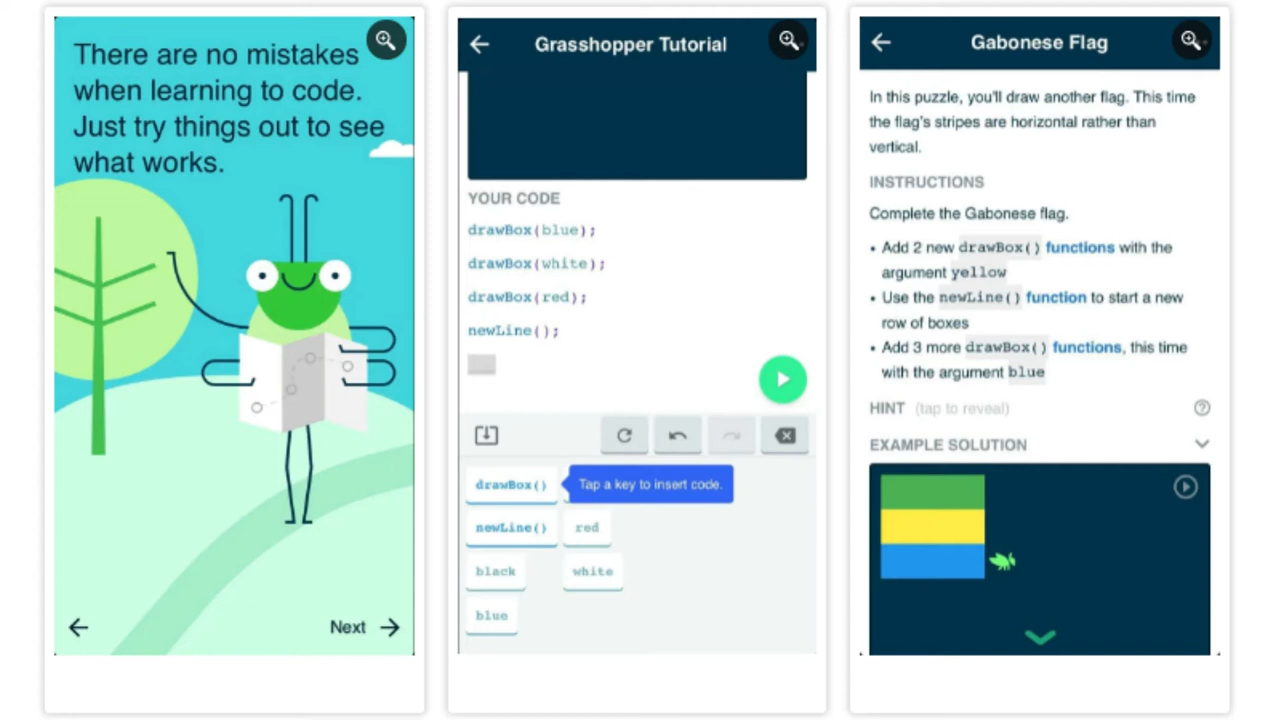 There are no mistakes
when learning to code.
Just try things out to see
what works.
Next
Grasshopper Tutorial
YOUR CODE
drawBox(blue);
drawBox(white);
drawBox(red);
newLine();
drawBox()
Tap a key to insert code.
newLine()
red
black
white
blue
Gabonese Flag
In this puzzle, you'll draw another flag. This time
the flag's stripes are horizontal rather than
vertical.
INSTRUCTIONS
Complete the Gabonese flag.
• Add 2 new drawBox() functions with the
argument yellow
• Use the newLine() function to start a new
row of boxes
• Add 3 more drawBox() functions, this time
with the argument blue
HINT (tap to reveal)
EXAMPLE SOLUTION